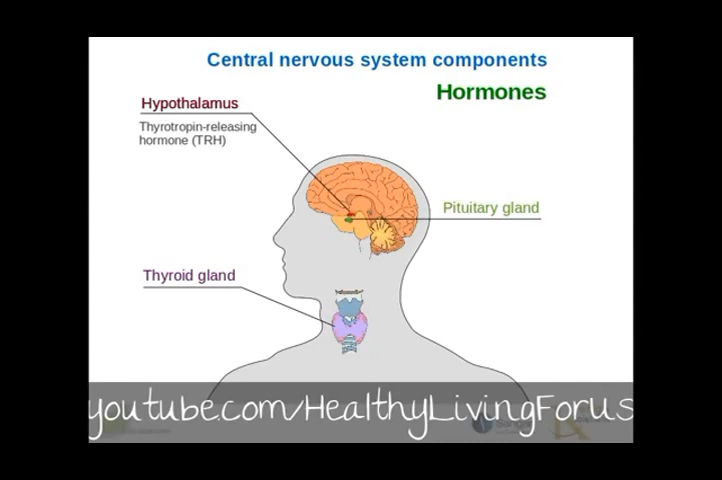 Central nervous system components
Hormones
Hypothalamus
Thyrotropin-releasing
hormone (TRH)
Pituitary gland
Thyroid gland
youtube.com/HealthyLivingForUS